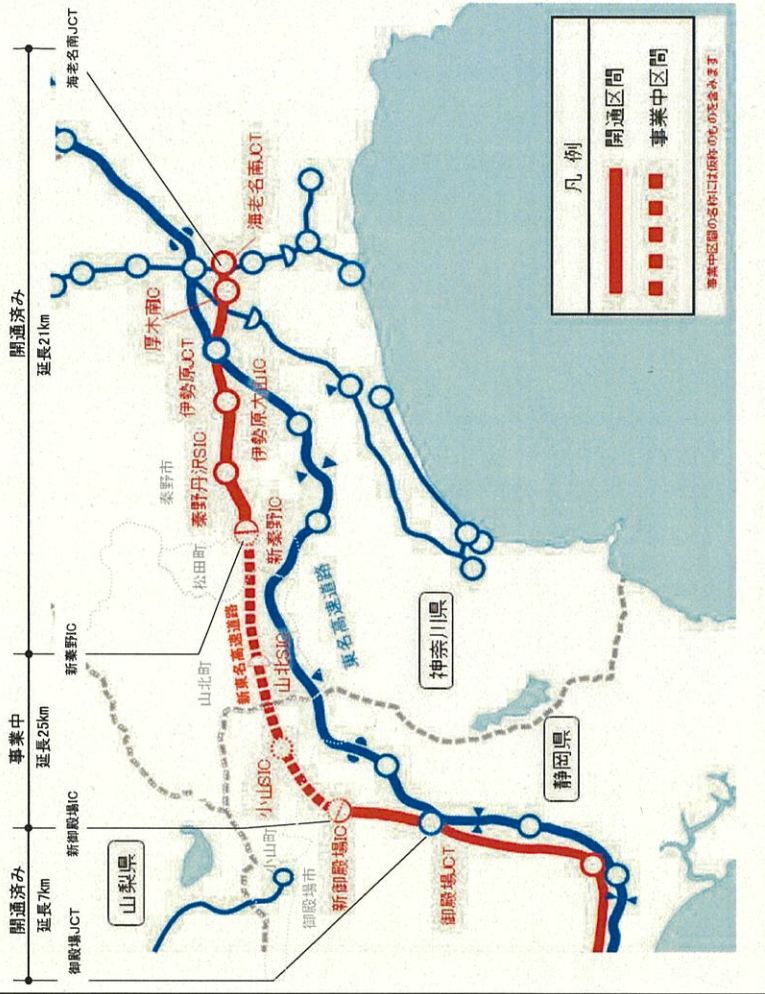 開通済み
延長7km
事業中
延長25km
開通済み
延長21km
御殿場JCT
新御殿場IC
新秦野IC
海老名南JCT
山梨県
小山町
御殿場市
山北町
松田町
秦野市
新御殿場IC
小山SIC
新東名高速道路
山北SIC
新秦野IC
秦野丹沢SIC
伊勢原大山IC
伊勢原JCT
厚木南IC
海老名南JCT
御殿場JCT
東名高速道路
静岡県
神奈川県
凡例
開通区間
事業中区間
事業中区間の名称には仮称のものを含みます